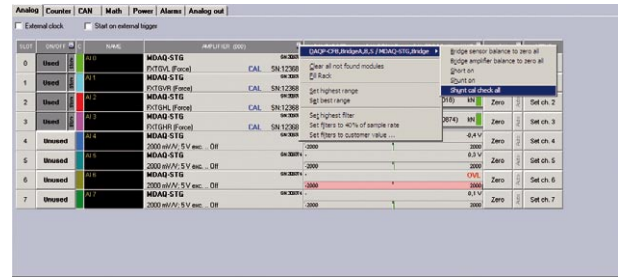 Analog Counter CAN Math Power Alarms Analog out
External clock Start on external trigger
SLOT ON/OFF C NAME AMPLIFIER
0 Used AI 0 MDAQ-STG
FXTGVL (Force) CAL SN:12368
1 Used AI 1 MDAQ-STG
FXTGVR (Force) CAL SN:12368
2 Used AI 2 MDAQ-STG
FXTGHL (Force) CAL SN:12368
kN Zero Set ch. 2
3 Used AI 3 MDAQ-STG
FXTGHR (Force) CAL SN:12368
kN Zero Set ch. 3
4 Unused AI 4 MDAQ-STG
2000 mV/V; 5 V exc. ... Off
-0,4 V
-2000 2000
Zero Set ch. 4
5 Unused AI 5 MDAQ-STG
2000 mV/V; 5 V exc. ... Off
0,3 V
-2000 2000
Zero Set ch. 5
6 Unused AI 6 MDAQ-STG
2000 mV/V; 5 V exc. ... Off
OVL
-2000 2000
Zero Set ch. 6
7 Unused AI 7 MDAQ-STG
2000 mV/V; 5 V exc. ... Off
0,1 V
-2000 2000
Zero Set ch. 7
DAQP-CFB,BridgeA,B,S / MDAQ-STG,Bridge
Clear all not found modules
Fill Rack
Set highest range
Set best range
Set highest filter
Set filters to 40% of sample rate
Set filters to customer value ...
Bridge sensor balance to zero all
Bridge amplifier balance to zero all
Short on
Shunt on
Shunt cal check all